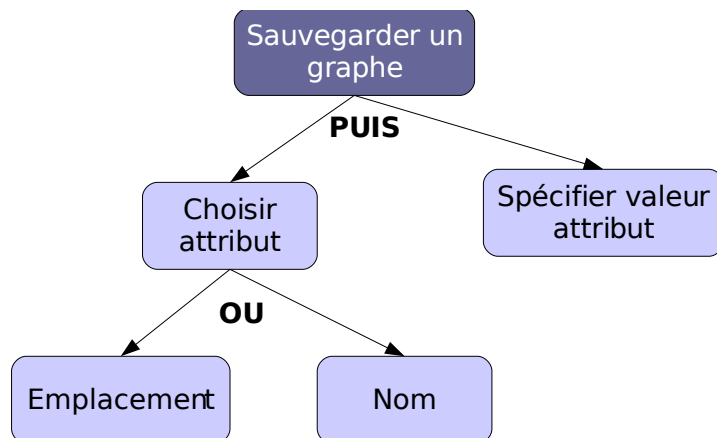 Sauvegarder un
graphe
PUIS
Choisir
attribut
Spécifier valeur
attribut
OU
Emplacement
Nom